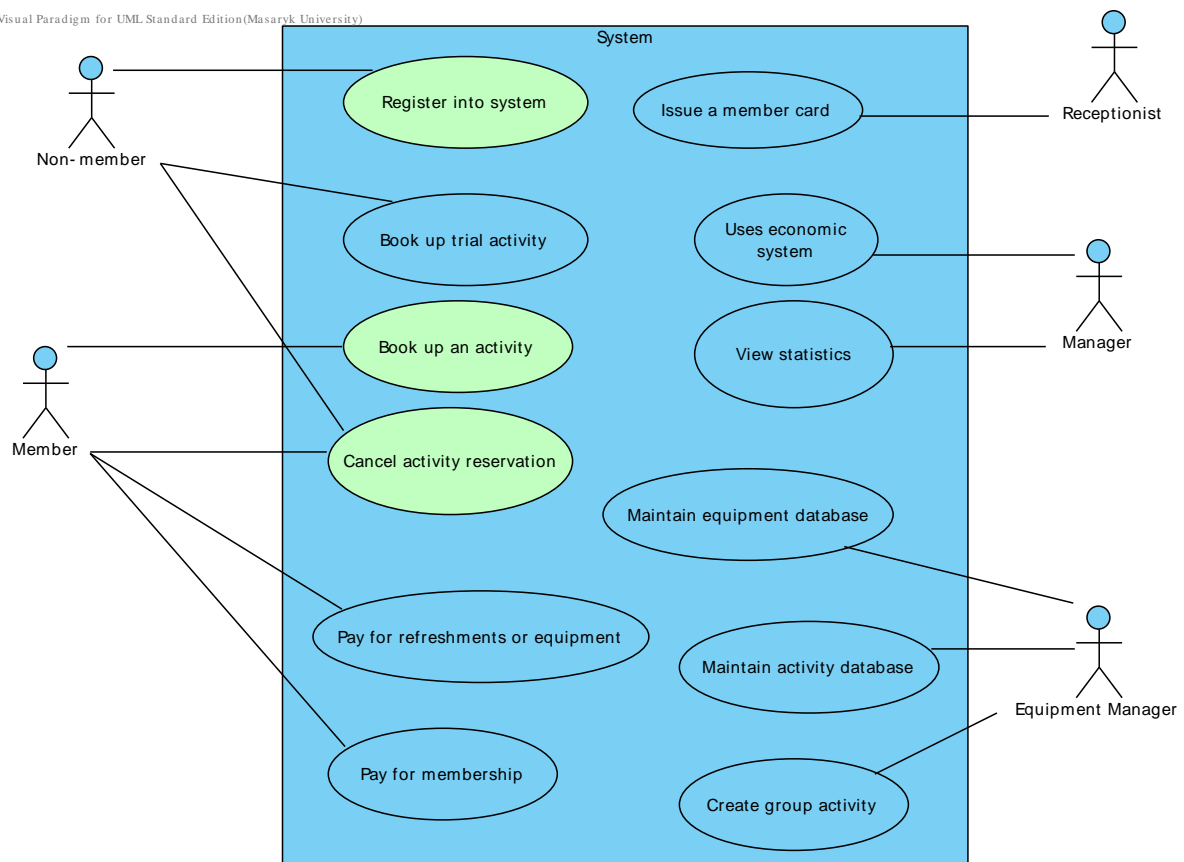 Visual Paradigm for UML Standard Edition(Masaryk University)
System
Register into system
Issue a member card
Receptionist
Non-member
Book up trial activity
Uses economic
system
Book up an activity
View statistics
Manager
Member
Cancel activity reservation
Maintain equipment database
Pay for refreshments or equipment
Maintain activity database
Equipment Manager
Pay for membership
Create group activity